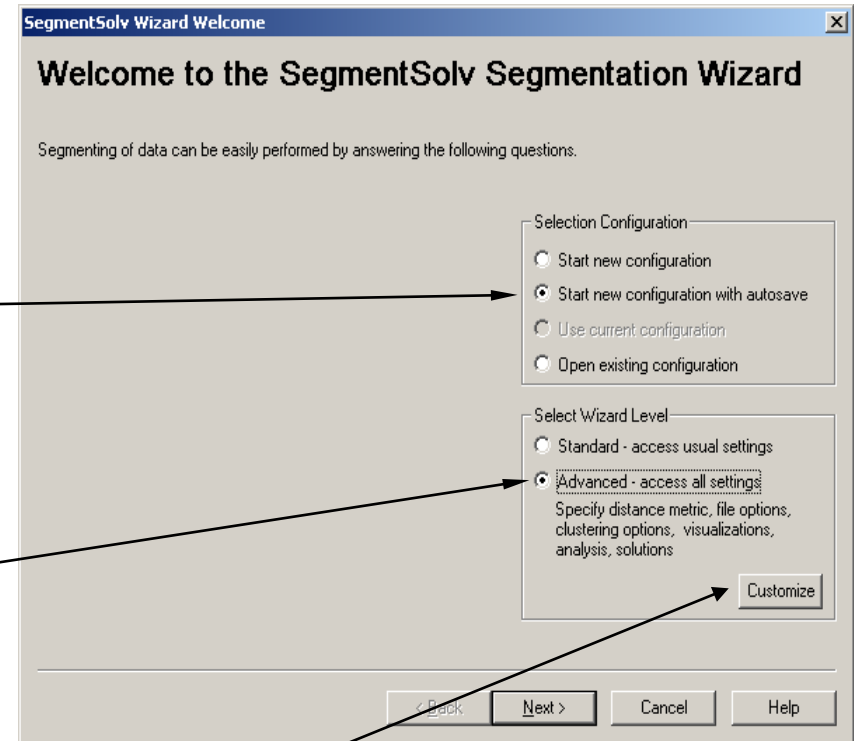 SegmentSolv Wizard Welcome
Welcome to the SegmentSolv Segmentation Wizard
Segmenting of data can be easily performed by answering the following questions.
Selection Configuration
Start new configuration
Start new configuration with autosave
Use current configuration
Open existing configuration
Select Wizard Level
Standard - access usual settings
Advanced - access all settings
Specify distance metric, file options,
clustering options, visualizations,
analysis, solutions
Customize
< Back Next > Cancel Help